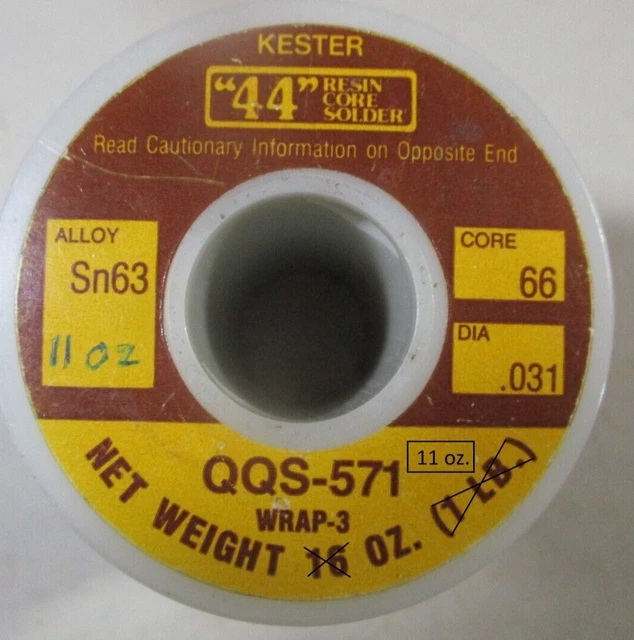 KESTER
"44" RESIN
CORE
SOLDER
Read Cautionary Information on Opposite End
ALLOY
Sn63
11 oz
CORE
66
DIA
.031
QQS-571
11 oz.
WRAP-3
NET WEIGHT 16 OZ. (1 LB.)